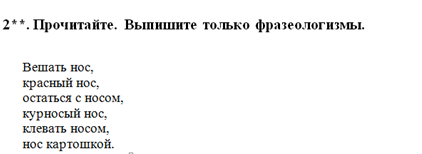 2**. Прочитайте. Выпишите только фразеологизмы.
Вешать нос,
красный нос,
остаться с носом,
курносый нос,
клевать носом,
нос картошкой.